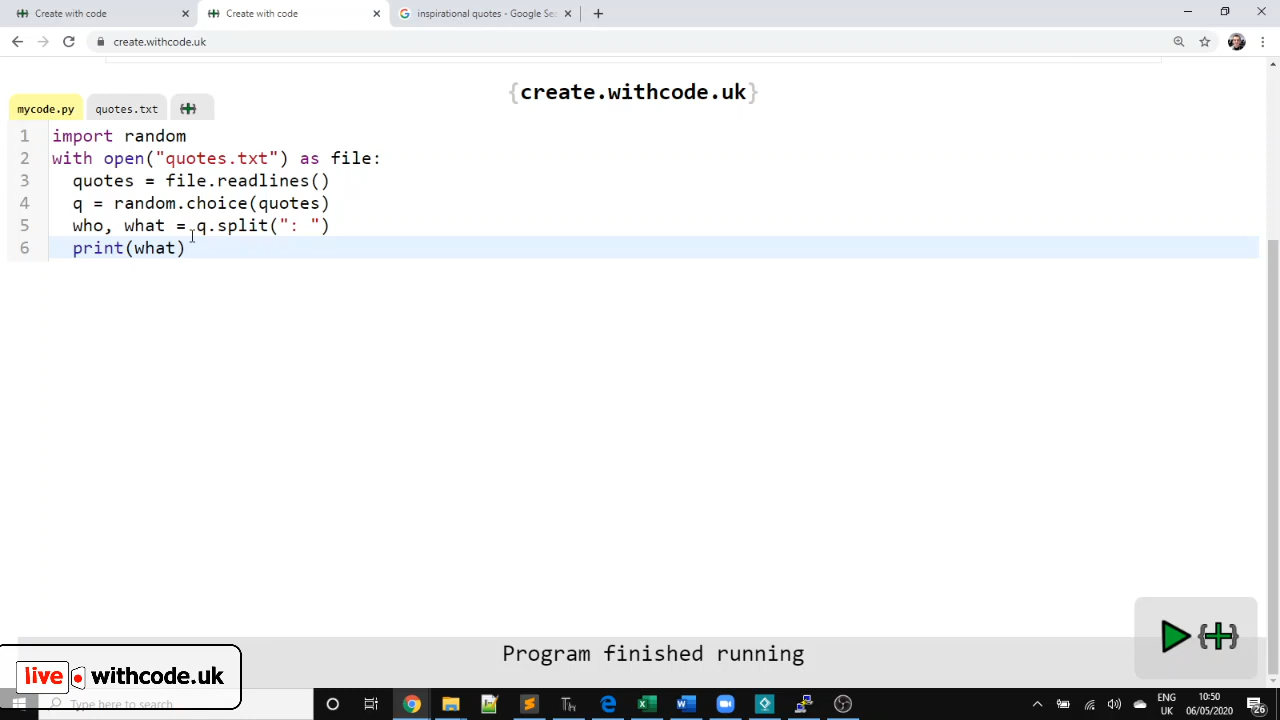 Create with code
Create with code
inspirational quotes - Google Sea
create.withcode.uk
{create.withcode.uk}
mycode.py
quotes.txt
1 import random
2 with open("quotes.txt") as file:
3 quotes = file.readlines()
4 q = random.choice(quotes)
5 who, what = q.split(": ")
6 print(what)
Program finished running
live withcode.uk
Type here to search
ENG
UK
10:50
06/05/2020
26